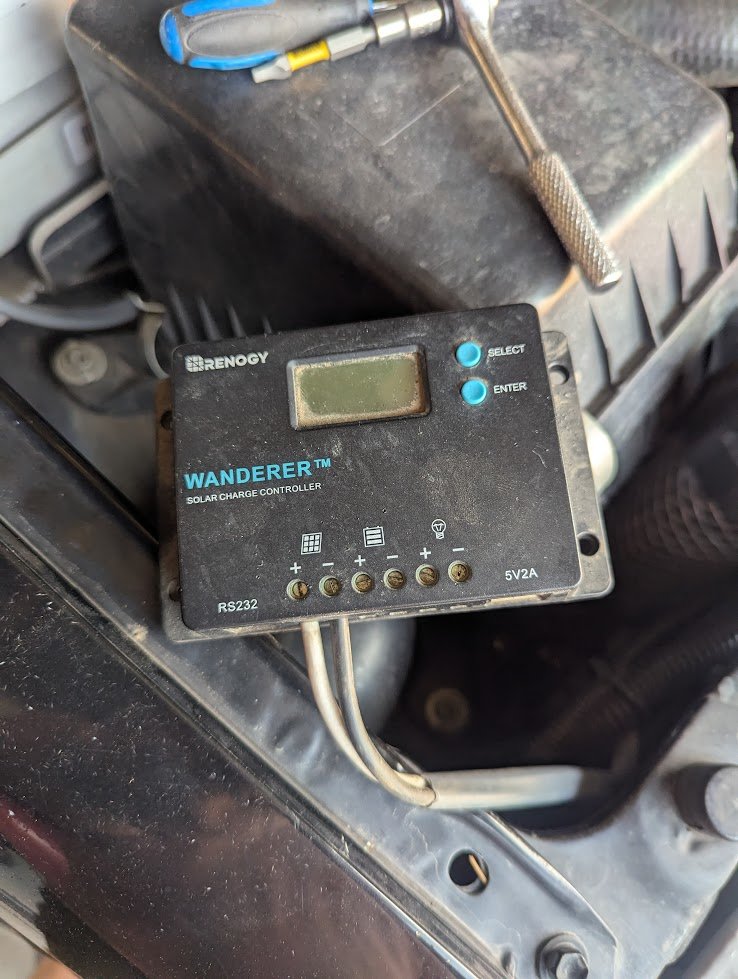 RENOGY
SELECT
ENTER
WANDERER™
SOLAR CHARGE CONTROLLER
+ − + − + −
RS232
5V2A